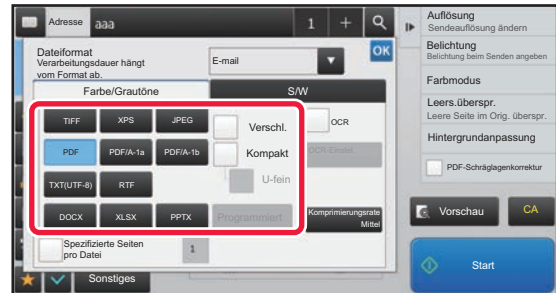 Adresse aaa 1 +
Auflösung
Sendeauflösung ändern
Belichtung
Belichtung beim Senden angeben
Farbmodus
Leers.überspr.
Leere Seite im Orig. überspr.
Hintergrundanpassung
PDF-Schräglagenkorrektur
Vorschau CA
Start
Dateiformat
Verarbeitungsdauer hängt
vom Format ab.
E-mail
OK
Farbe/Grautöne S/W
TIFF XPS JPEG Verschl. OCR
PDF PDF/A-1a PDF/A-1b Kompakt
TXT(UTF-8) RTF U-fein
DOCX XLSX PPTX Programmiert.
Komprimierungsrate
Mittel
Spezifizierte Seiten
pro Datei
1
Sonstiges